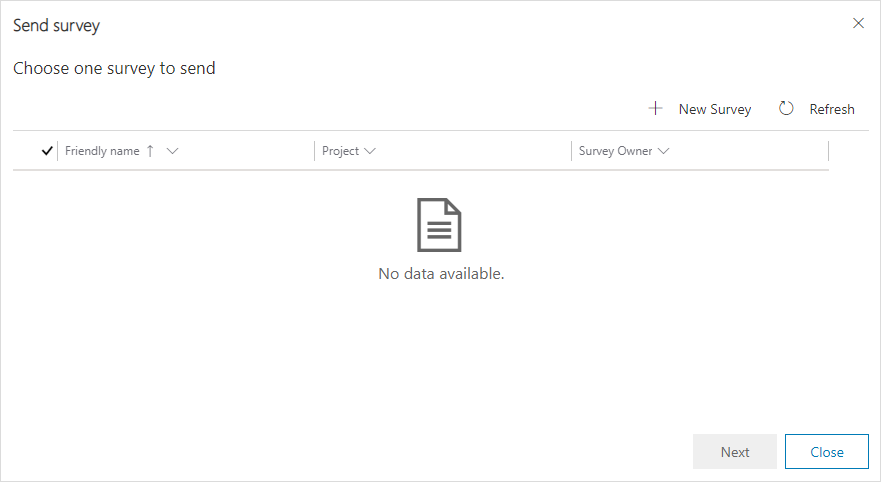 Send survey
Choose one survey to send
New Survey Refresh
Friendly name Project Survey Owner
No data available.
Next Close